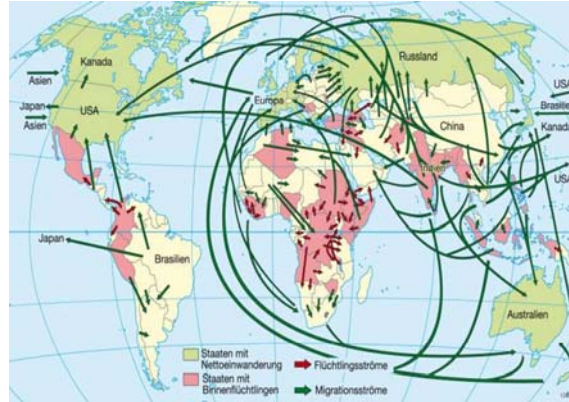 Kanada
Russland
Asien
USA
Japan
USA
Europa
Brasilien
China
Kanada
Asien
Indien
USA
Japan
Brasilien
Australien
Staaten mit
Nettoeinwanderung
Flüchtlingsströme
Staaten mit
Binnenflüchtlingen
Migrationsströme